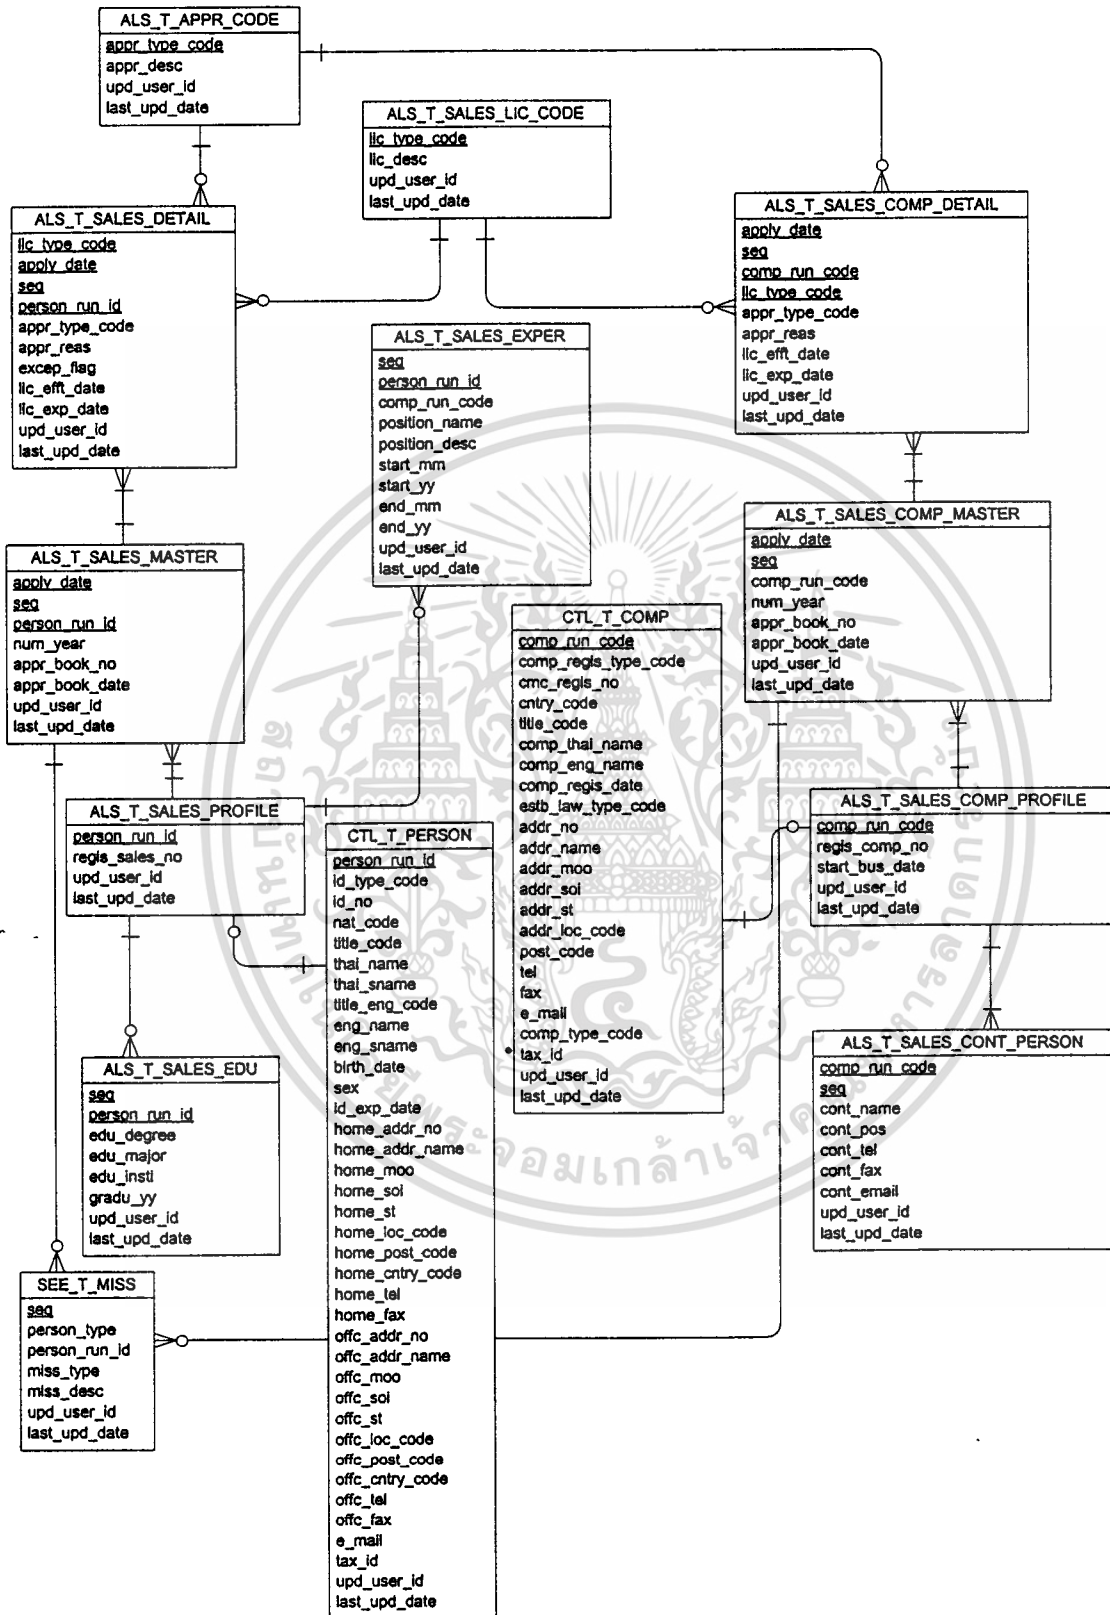 ALS_T_APPR_CODE
appr_type_code
appr_desc
upd_user_id
last_upd_date
ALS_T_SALES_LIC_CODE
lic_type_code
lic_desc
upd_user_id
last_upd_date
ALS_T_SALES_DETAIL
lic_type_code
apply_date
seq
person_run_id
appr_type_code
appr_reas
excep_flag
lic_efft_date
lic_exp_date
upd_user_id
last_upd_date
ALS_T_SALES_COMP_DETAIL
apply_date
seq
comp_run_code
lic_type_code
appr_type_code
appr_reas
lic_efft_date
lic_exp_date
upd_user_id
last_upd_date
ALS_T_SALES_EXPER
seq
person_run_id
comp_run_code
position_name
position_desc
start_mm
start_yy
end_mm
end_yy
upd_user_id
last_upd_date
ALS_T_SALES_MASTER
apply_date
seq
person_run_id
num_year
appr_book_no
appr_book_date
upd_user_id
last_upd_date
ALS_T_SALES_COMP_MASTER
apply_date
seq
comp_run_code
num_year
appr_book_no
appr_book_date
upd_user_id
last_upd_date
CTL_T_COMP
comp_run_code
comp_regis_type_code
cmc_regis_no
cntry_code
title_code
comp_thai_name
comp_eng_name
comp_regis_date
estb_law_type_code
addr_no
addr_name
addr_moo
addr_soi
addr_st
addr_loc_code
post_code
tel
fax
e_mail
comp_type_code
tax_id
upd_user_id
last_upd_date
ALS_T_SALES_PROFILE
person_run_id
regis_sales_no
upd_user_id
last_upd_date
CTL_T_PERSON
person_run_id
id_type_code
id_no
nat_code
title_code
thai_name
thai_sname
title_eng_code
eng_name
eng_sname
birth_date
sex
id_exp_date
home_addr_no
home_addr_name
home_moo
home_soi
home_st
home_loc_code
home_post_code
home_cntry_code
home_tel
home_fax
offc_addr_no
offc_addr_name
offc_moo
offc_soi
offc_st
offc_loc_code
offc_post_code
offc_cntry_code
offc_tel
offc_fax
e_mail
tax_id
upd_user_id
last_upd_date
ALS_T_SALES_COMP_PROFILE
comp_run_code
regis_comp_no
start_bus_date
upd_user_id
last_upd_date
ALS_T_SALES_EDU
seq
person_run_id
edu_degree
edu_major
edu_insti
gradu_yy
upd_user_id
last_upd_date
ALS_T_SALES_CONT_PERSON
comp_run_code
seq
cont_name
cont_pos
cont_tel
cont_fax
cont_email
upd_user_id
last_upd_date
SEE_T_MISS
seq
person_type
person_run_id
miss_type
miss_desc
upd_user_id
last_upd_date